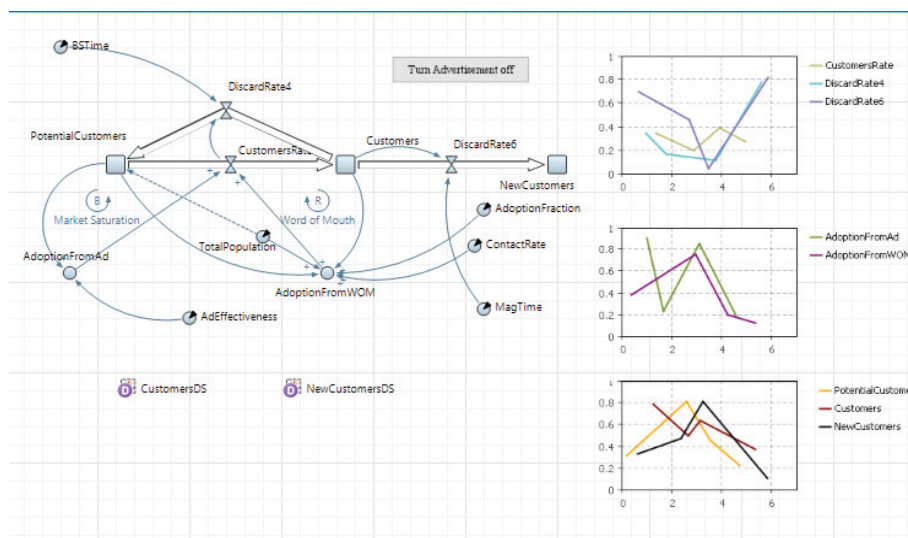 BSTime
Turn Advertisement off
DiscardRate4
PotentialCustomers
CustomersRa
Customers
DiscardRate6
NewCustomers
B
Market Saturation
R
Word of Mouth
AdoptionFraction
TotalPopulation
ContactRate
AdoptionFromAd
AdoptionFromWOM
AdEffectiveness
MagTime
D CustomersDS
D NewCustomersDS
1
0.8
0.6
0.4
0.2
0
0 2 4 6
CustomersRate
DiscardRate4
DiscardRate6
1
0.8
0.6
0.4
0.2
0
0 2 4 6
AdoptionFromAd
AdoptionFromWOM
1
0.8
0.6
0.4
0.2
0
0 2 4 6
PotentialCustome
Customers
NewCustomers